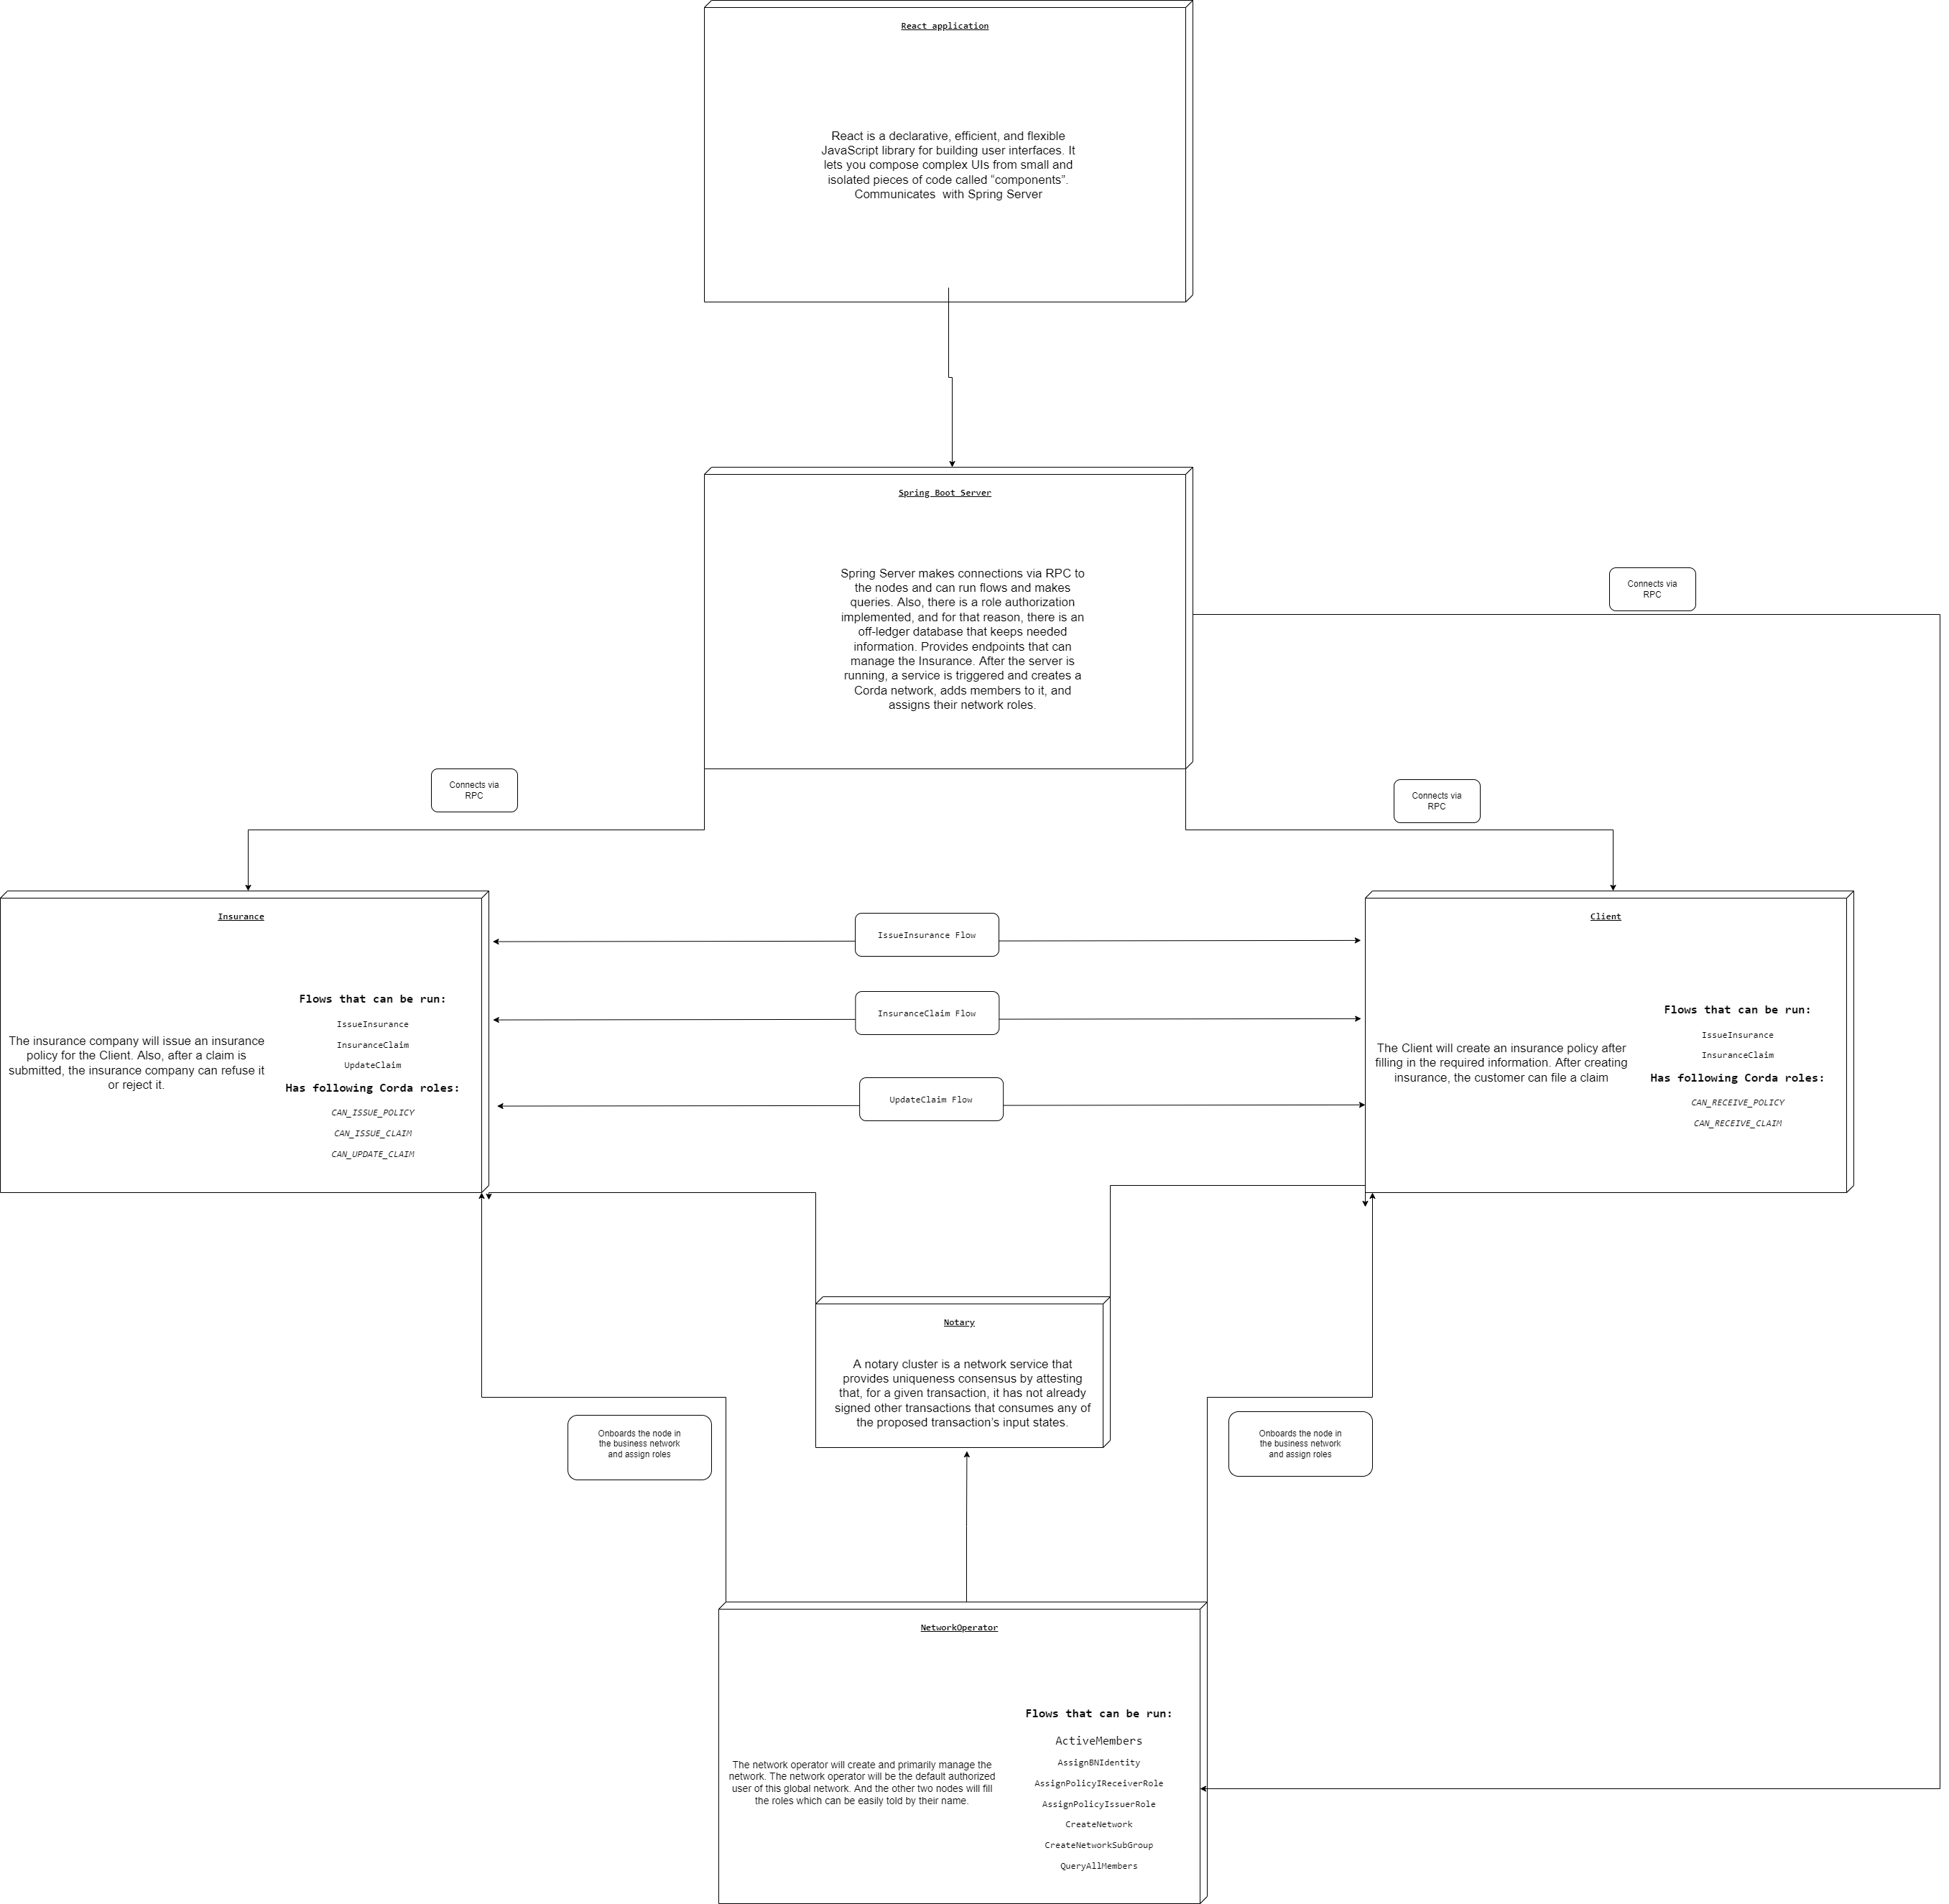 React application
React is a declarative, efficient, and flexible
JavaScript library for building user interfaces. It
lets you compose complex UIs from small and
isolated pieces of code called “components”.
Communicates  with Spring Server
Spring Boot Server
Spring Server makes connections via RPC to
the nodes and can run flows and makes
queries. Also, there is a role authorization
implemented, and for that reason, there is an
off-ledger database that keeps needed
information. Provides endpoints that can
manage the Insurance. After the server is
running, a service is triggered and creates a
Corda network, adds members to it, and
assigns their network roles.
Connects via
RPC
Connects via
RPC
Connects via
RPC
Insurance
The insurance company will issue an insurance
policy for the Client. Also, after a claim is
submitted, the insurance company can refuse it
or reject it.
Flows that can be run:
IssueInsurance
InsuranceClaim
UpdateClaim
Has following Corda roles:
CAN_ISSUE_POLICY
CAN_ISSUE_CLAIM
CAN_UPDATE_CLAIM
IssueInsurance Flow
InsuranceClaim Flow
UpdateClaim Flow
Client
The Client will create an insurance policy after
filling in the required information. After creating
insurance, the customer can file a claim
Flows that can be run:
IssueInsurance
InsuranceClaim
Has following Corda roles:
CAN_RECEIVE_POLICY
CAN_RECEIVE_CLAIM
Notary
A notary cluster is a network service that
provides uniqueness consensus by attesting
that, for a given transaction, it has not already
signed other transactions that consumes any of
the proposed transaction’s input states.
Onboards the node in
the business network
and assign roles
Onboards the node in
the business network
and assign roles
NetworkOperator
The network operator will create and primarily manage the
network. The network operator will be the default authorized
user of this global network. And the other two nodes will fill
the roles which can be easily told by their name.
Flows that can be run:
ActiveMembers
AssignBNIdentity
AssignPolicyIReceiverRole
AssignPolicyIssuerRole
CreateNetwork
CreateNetworkSubGroup
QueryAllMembers